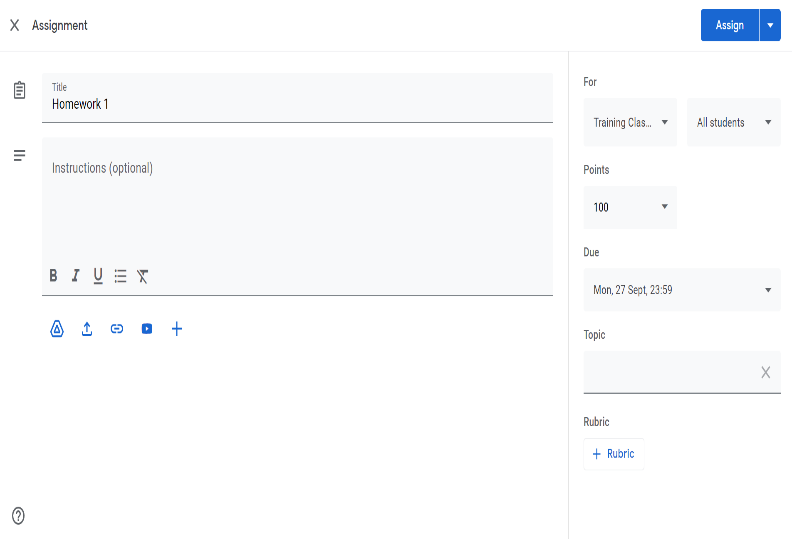 Assignment
Assign
Title
Homework 1
Instructions (optional)
B I U
For
Training Clas... All students
Points
100
Due
Mon, 27 Sept, 23:59
Topic
Rubric
+ Rubric